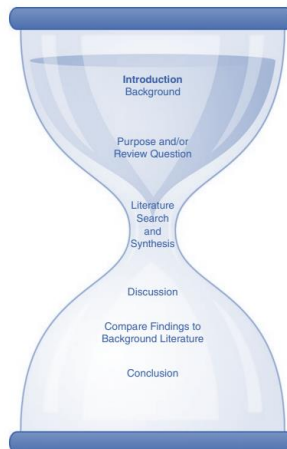 Introduction
Background
Purpose and/or
Review Question
Literature
Search
and
Synthesis
Discussion
Compare Findings to
Background Literature
Conclusion